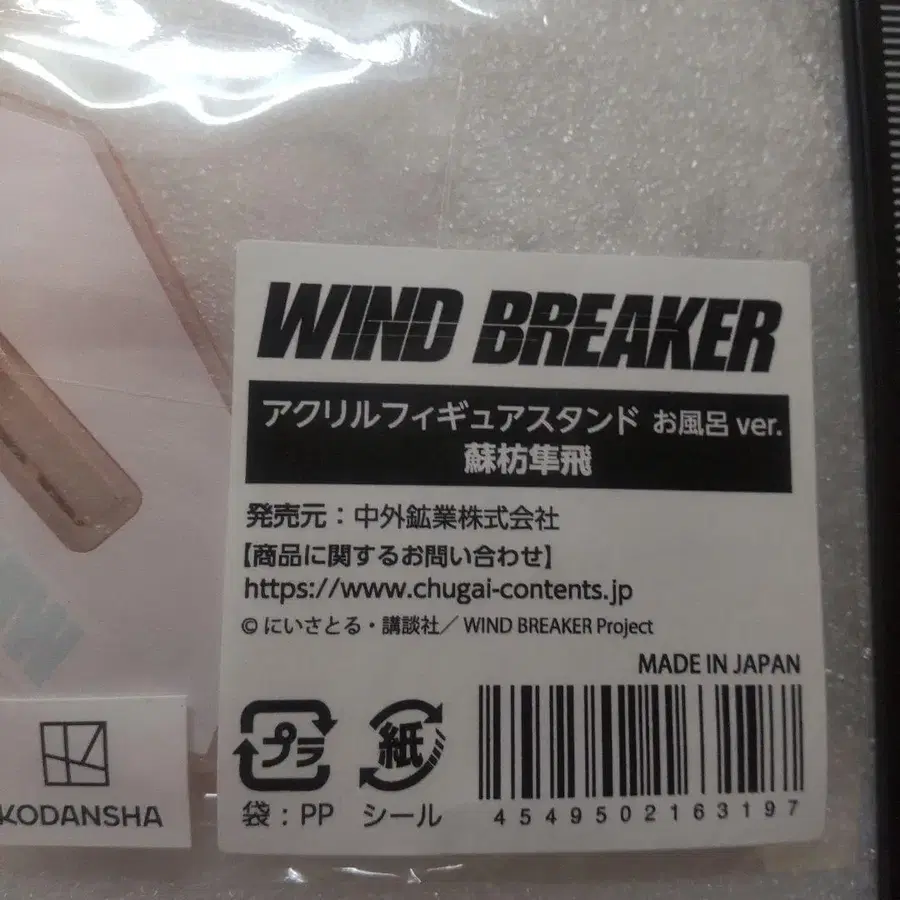 WIND BREAKER
アクリルフィギュアスタンド お風呂 ver.
蘇枋隼飛
発売元：中外鉱業株式会社
【商品に関するお問い合わせ】
https://www.chugai-contents.jp
© にいさとる・講談社／ WIND BREAKER Project
MADE IN JAPAN
プラ
紙
袋：PP
シール
4549502163197
KODANSHA